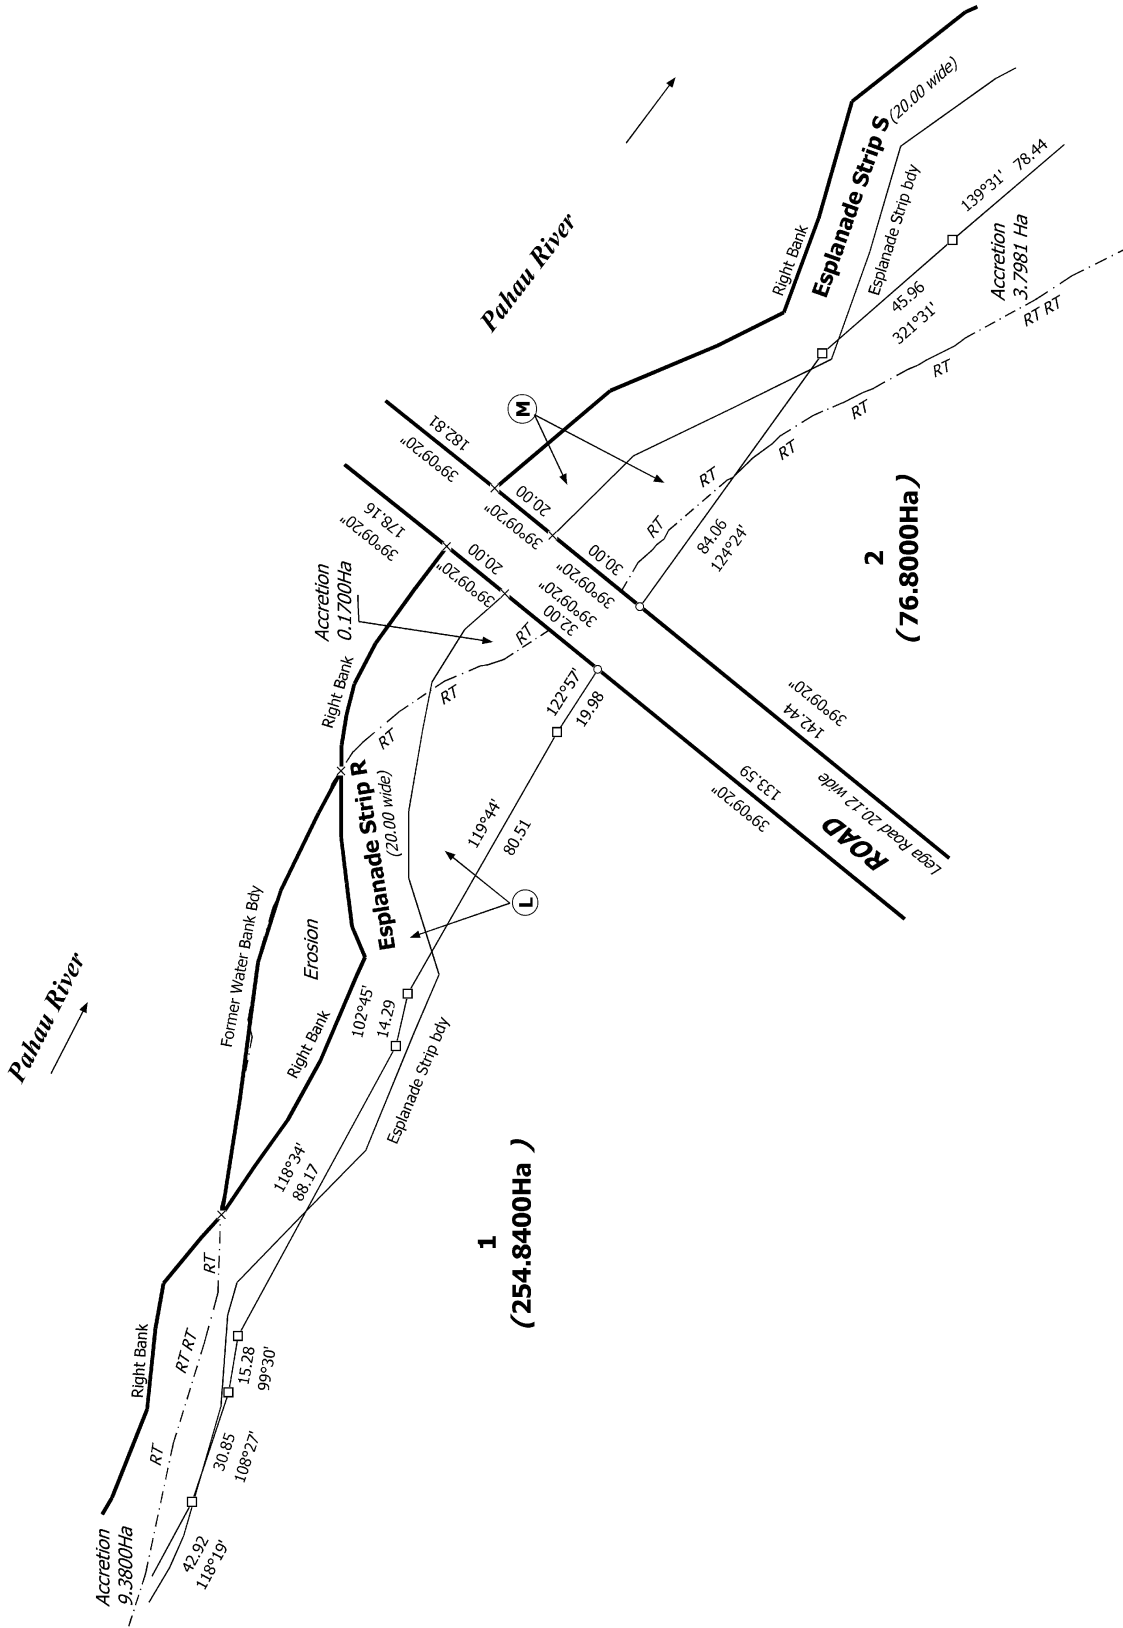 Pahau River
Pahau River
Right Bank
Esplanade Strip S
(20.00 wide)
Esplanade Strip bdy
139°31' 78.44
Accretion
3.7981 Ha
45.96
321°31'
RT RT
RT
RT
RT
RT
RT
M
182.81
39°09'20"
20.00
39°09'20"
30.00
39°09'20"
84.06
124°24'
2
(76.8000Ha)
178.16
39°09'20"
20.00
39°09'20"
39°09'20"
32.00
Accretion
0.1700Ha
RT
RT
RT
Right Bank
122°57'
19.98
142.44
39°09'20"
133.59
39°09'20"
Lega Road 20.12 wide
ROAD
119°44'
80.51
Esplanade Strip R
(20.00 wide)
L
Former Water Bank Bdy
Erosion
Right Bank
102°45'
14.29
Esplanade Strip bdy
118°34'
88.17
1
(254.8400Ha )
RT
RT RT
RT
Right Bank
15.28
99°30'
30.85
108°27'
42.92
118°19'
Accretion
9.3800Ha